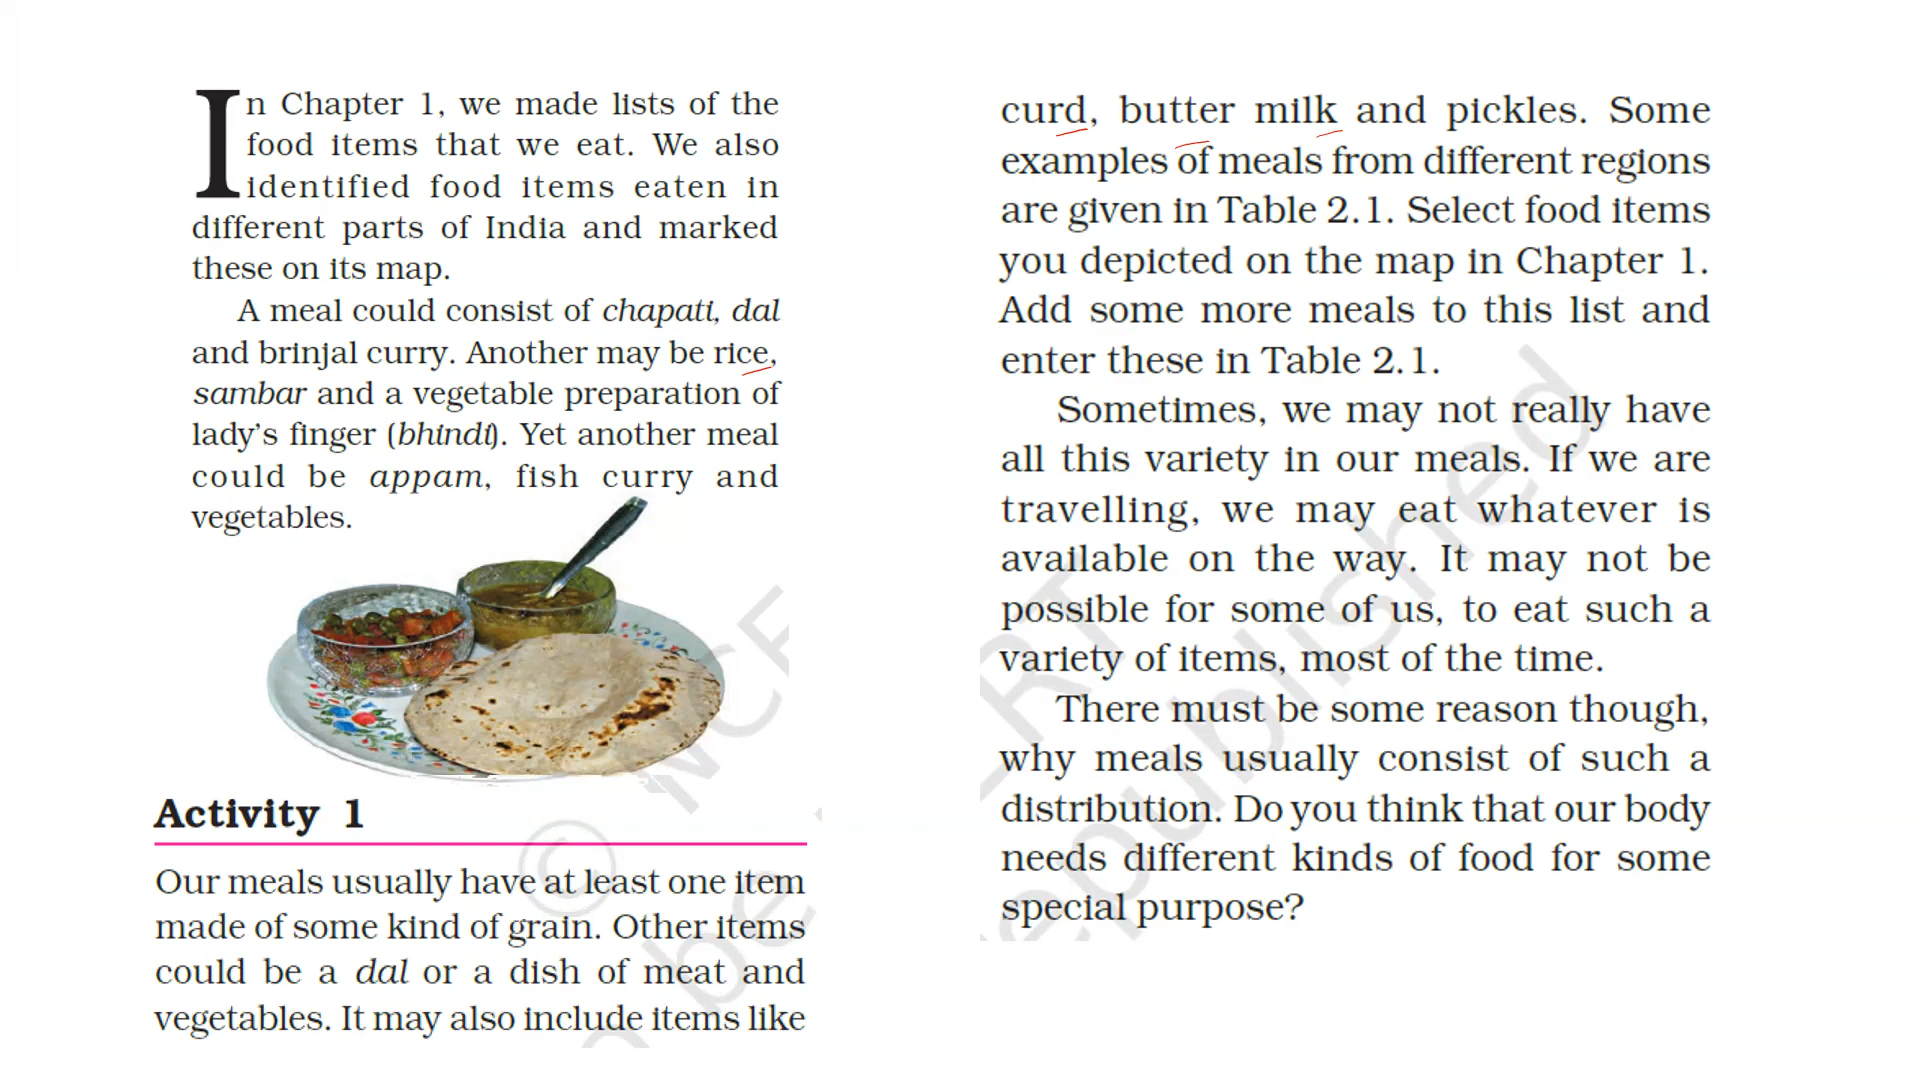 In Chapter 1, we made lists of the
food items that we eat. We also
identified food items eaten in
different parts of India and marked
these on its map.
A meal could consist of chapati, dal
and brinjal curry. Another may be rice,
sambar and a vegetable preparation of
lady's finger (bhindi). Yet another meal
could be appam, fish curry and
vegetables.
Activity 1
Our meals usually have at least one item
made of some kind of grain. Other items
could be a dal or a dish of meat and
vegetables. It may also include items like
curd, butter milk and pickles. Some
examples of meals from different regions
are given in Table 2.1. Select food items
you depicted on the map in Chapter 1.
Add some more meals to this list and
enter these in Table 2.1.
Sometimes, we may not really have
all this variety in our meals. If we are
travelling, we may eat whatever is
available on the way. It may not be
possible for some of us, to eat such a
variety of items, most of the time.
There must be some reason though,
why meals usually consist of such a
distribution. Do you think that our body
needs different kinds of food for some
special purpose?